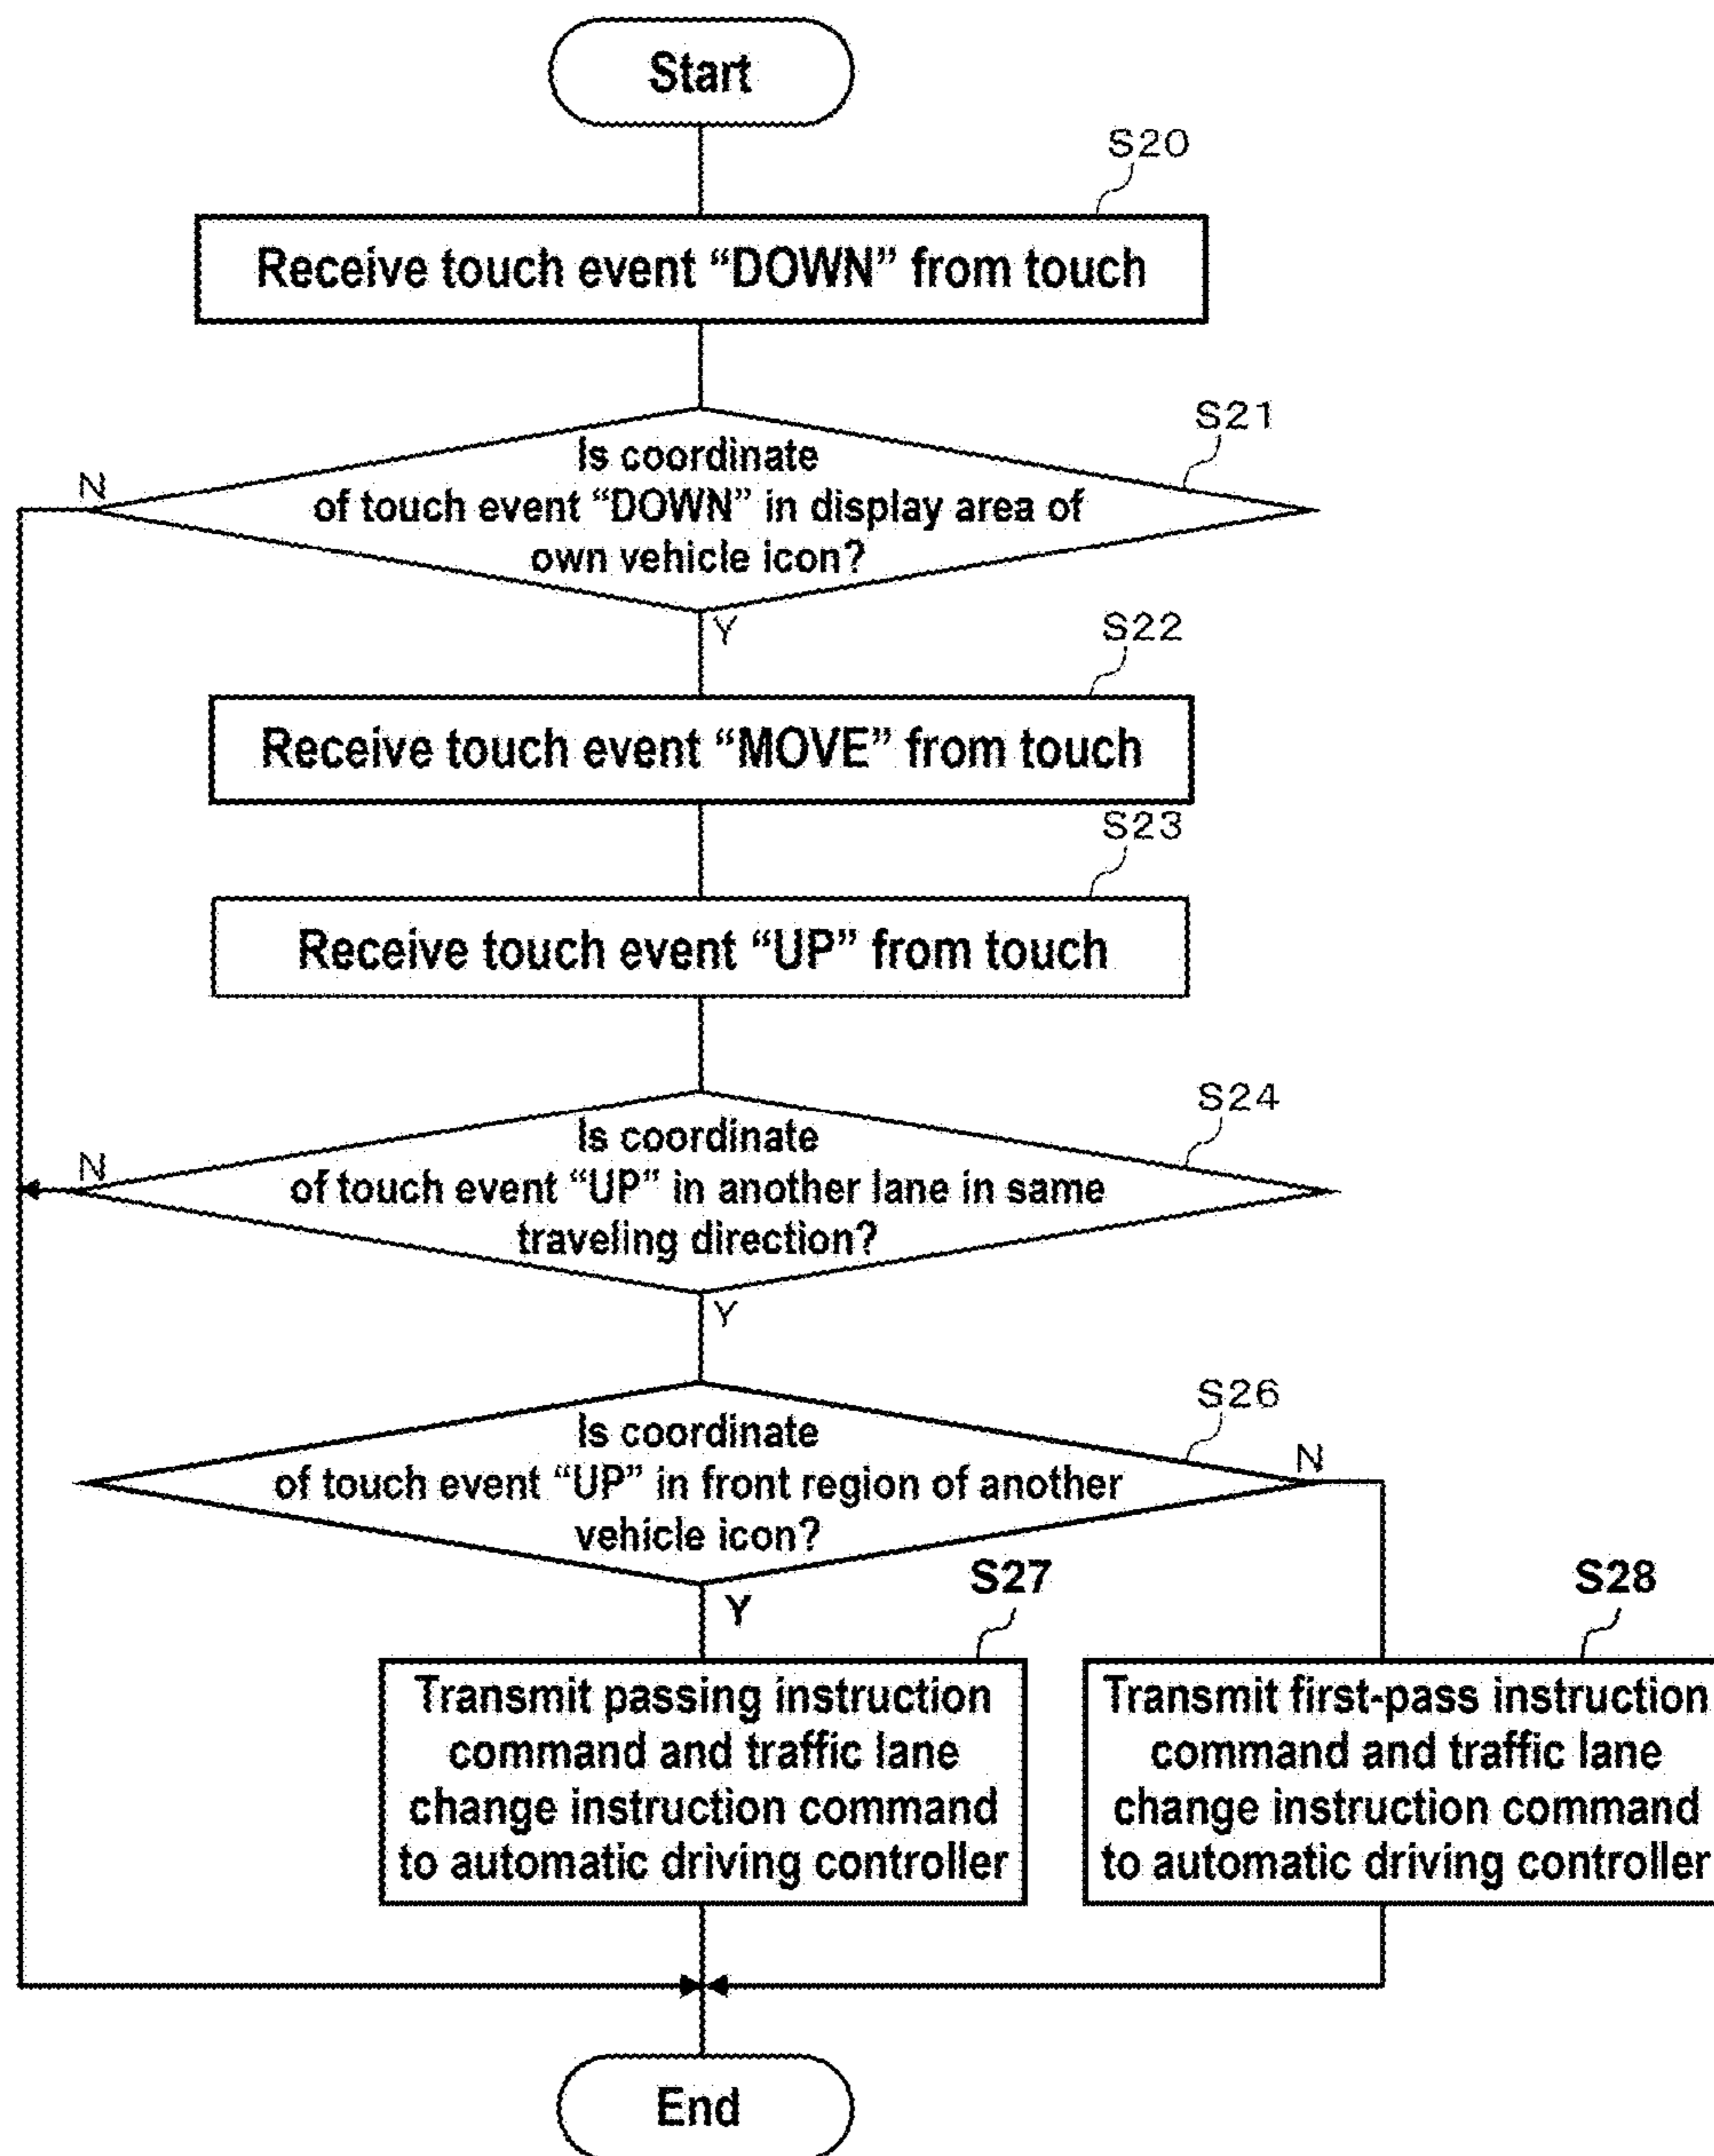 Start
S20
Receive touch event “DOWN” from touch
S21
Is coordinate
of touch event “DOWN” in display area of
own vehicle icon?
N
Y
S22
Receive touch event “MOVE” from touch
S23
Receive touch event “UP” from touch
S24
Is coordinate
of touch event “UP” in another lane in same
traveling direction?
N
Y
S26
Is coordinate
of touch event “UP” in front region of another
vehicle icon?
N
Y
S27
Transmit passing instruction
command and traffic lane
change instruction command
to automatic driving controller
S28
Transmit first-pass instruction
command and traffic lane
change instruction command
to automatic driving controller
End